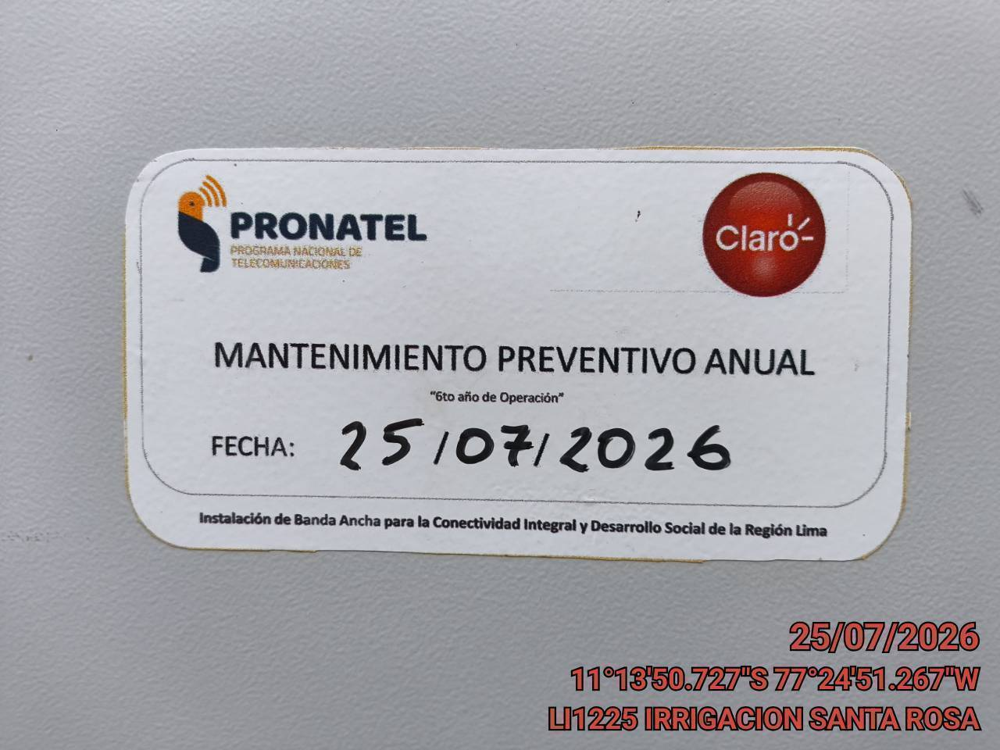 PRONATEL
PROGRAMA NACIONAL DE
TELECOMUNICACIONES
Claro
MANTENIMIENTO PREVENTIVO ANUAL
"6to año de Operación"
FECHA: 25/07/2026
Instalación de Banda Ancha para la Conectividad Integral y Desarrollo Social de la Región Lima
25/07/2026
11°13'50.727"S 77°24'51.267"W
LI1225 IRRIGACION SANTA ROSA